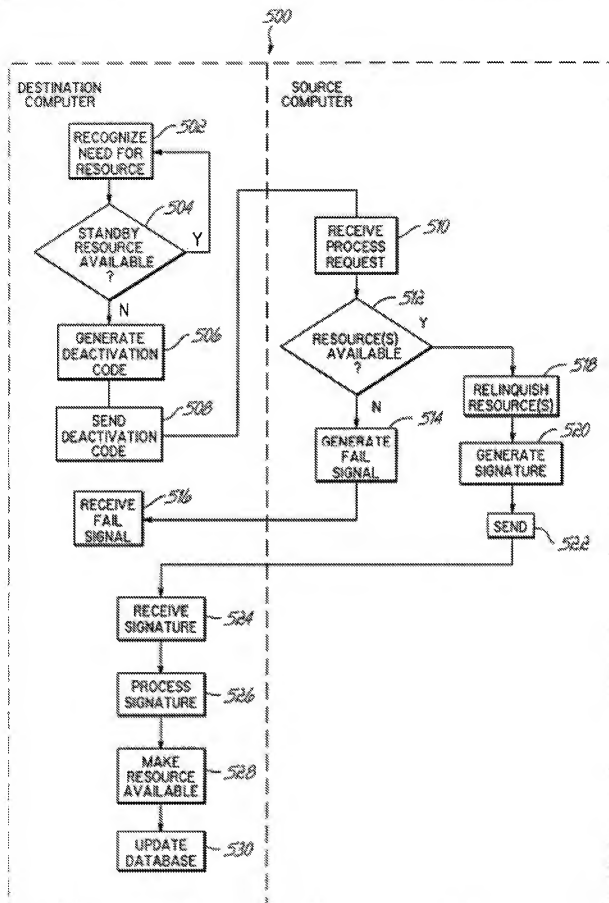 500
DESTINATION
COMPUTER
SOURCE
COMPUTER
502
RECOGNIZE
NEED FOR
RESOURCE
504
STANDBY
RESOURCE
AVAILABLE
?
Y
N
506
GENERATE
DEACTIVATION
CODE
508
SEND
DEACTIVATION
CODE
510
RECEIVE
PROCESS
REQUEST
512
RESOURCE(S)
AVAILABLE
?
Y
N
514
GENERATE
FAIL
SIGNAL
516
RECEIVE
FAIL
SIGNAL
518
RELINQUISH
RESOURCE(S)
520
GENERATE
SIGNATURE
SEND
522
RECEIVE
SIGNATURE
524
PROCESS
SIGNATURE
526
MAKE
RESOURCE
AVAILABLE
528
UPDATE
DATABASE
530